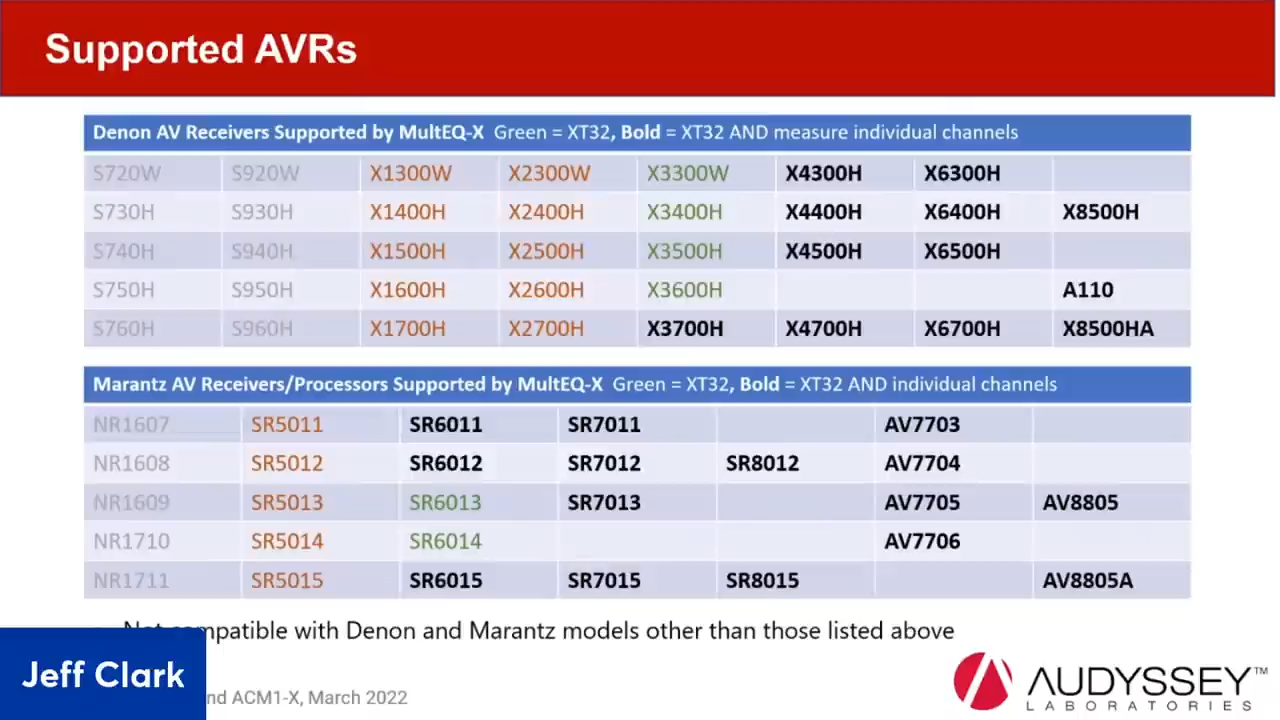 Supported AVRs
Denon AV Receivers Supported by MultEQ-X Green = XT32, Bold = XT32 AND measure individual channels
S720W S920W X1300W X2300W X3300W X4300H X6300H
S730H S930H X1400H X2400H X3400H X4400H X6400H X8500H
S740H S940H X1500H X2500H X3500H X4500H X6500H
S750H S950H X1600H X2600H X3600H A110
S760H S960H X1700H X2700H X3700H X4700H X6700H X8500HA
Marantz AV Receivers/Processors Supported by MultEQ-X Green = XT32, Bold = XT32 AND individual channels
NR1607 SR5011 SR6011 SR7011 AV7703
NR1608 SR5012 SR6012 SR7012 SR8012 AV7704
NR1609 SR5013 SR6013 SR7013 AV7705 AV8805
NR1710 SR5014 SR6014 AV7706
NR1711 SR5015 SR6015 SR7015 SR8015 AV8805A
Not compatible with Denon and Marantz models other than those listed above
Jeff Clark
ACM1-X, March 2022
AUDYSSEY™
LABORATORIES